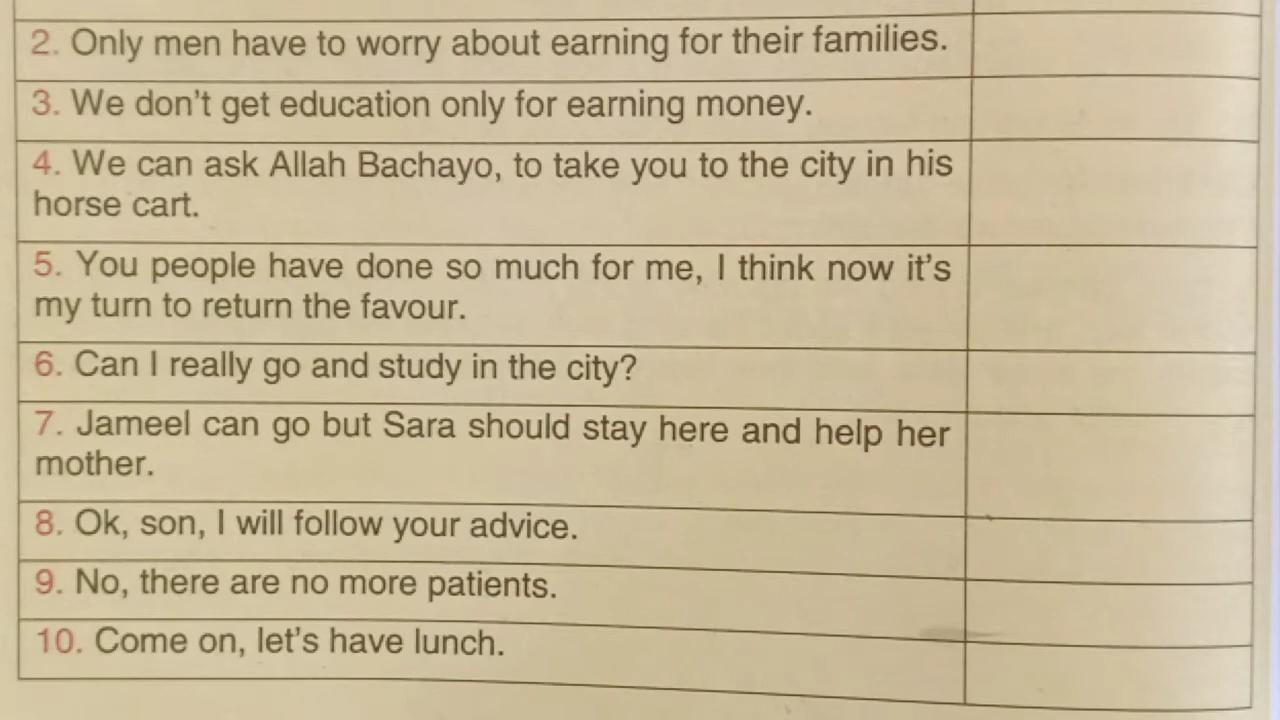 2. Only men have to worry about earning for their families.
3. We don't get education only for earning money.
4. We can ask Allah Bachayo, to take you to the city in his
horse cart.
5. You people have done so much for me, I think now it's
my turn to return the favour.
6. Can I really go and study in the city?
7. Jameel can go but Sara should stay here and help her
mother.
8. Ok, son, I will follow your advice.
9. No, there are no more patients.
10. Come on, let's have lunch.